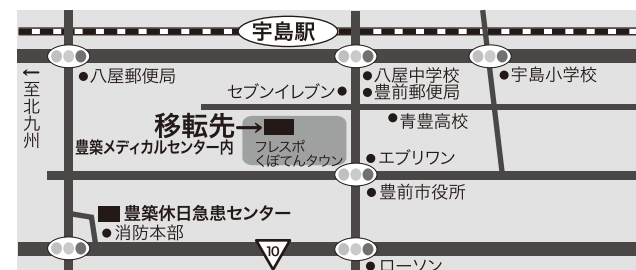 宇島駅
←至北九州
●八屋郵便局
●八屋中学校
●宇島小学校
セブンイレブン●
●豊前郵便局
●青豊高校
移転先→
豊築メディカルセンター内
フレスポ
くぼてんタウン
●エブリワン
●豊前市役所
豊築休日急患センター
●消防本部
10
●ローソン